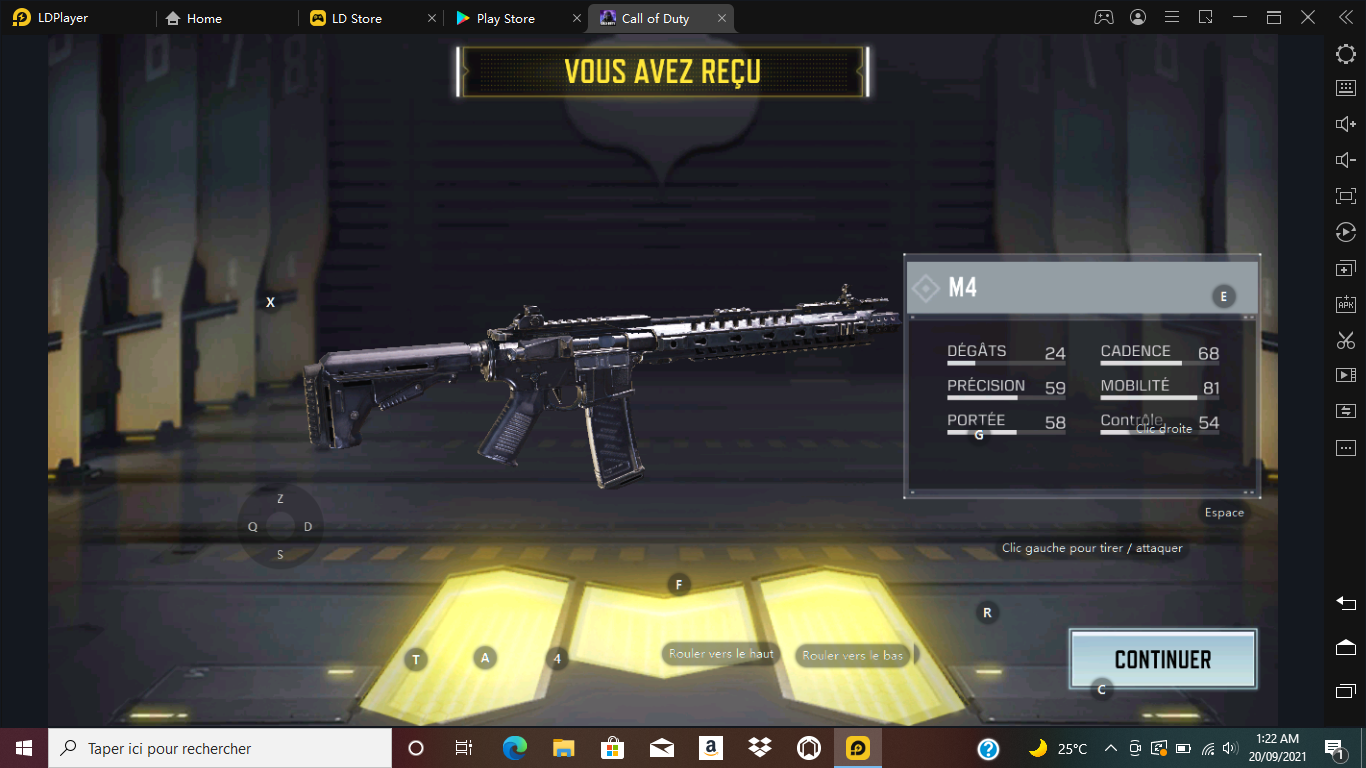 LDPlayer
Home
LD Store
Play Store
Call of Duty
VOUS AVEZ REÇU
X
M4
E
DÉGÂTS 24
CADENCE 68
PRÉCISION 59
MOBILITÉ 81
PORTÉE 58
Contrôle 54
G
Clic droite
Z
Q D
S
Espace
Clic gauche pour tirer / attaquer
F
R
T
A
4
Rouler vers le haut
Rouler vers le bas
CONTINUER
C
APK
Taper ici pour rechercher
25°C
1:22 AM
20/09/2021
1